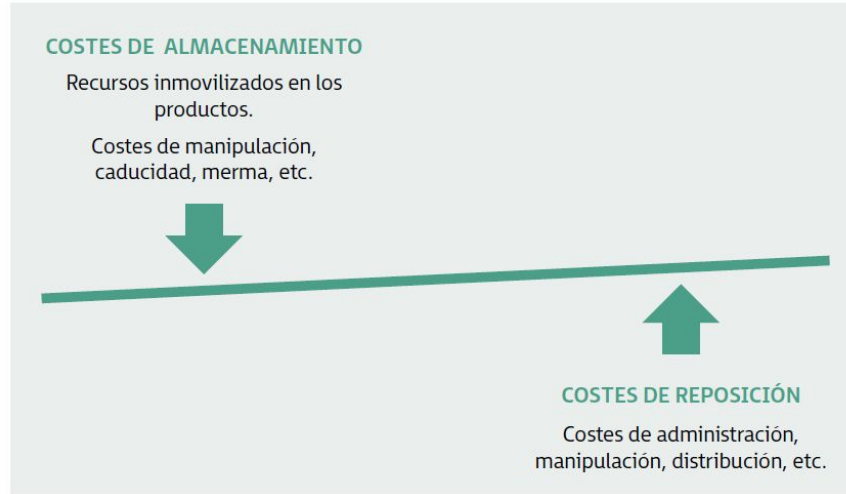 COSTES DE ALMACENAMIENTO
Recursos inmovilizados en los
productos.
Costes de manipulación,
caducidad, merma, etc.
COSTES DE REPOSICIÓN
Costes de administración,
manipulación, distribución, etc.